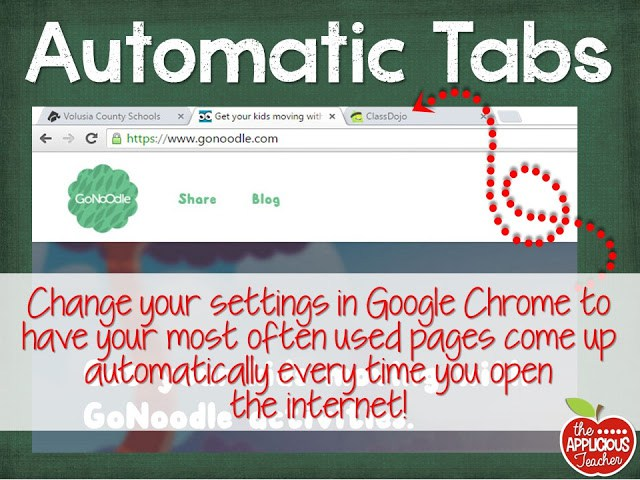 Automatic Tabs
Volusia County Schools
Get your kids moving with
ClassDojo
https://www.gonoodle.com
GoNoodle
Share
Blog
Change your settings in Google Chrome to
have your most often used pages come up
automatically every time you open
the internet!
GoNoodle activities.
the
APPLICIOUS
Teacher